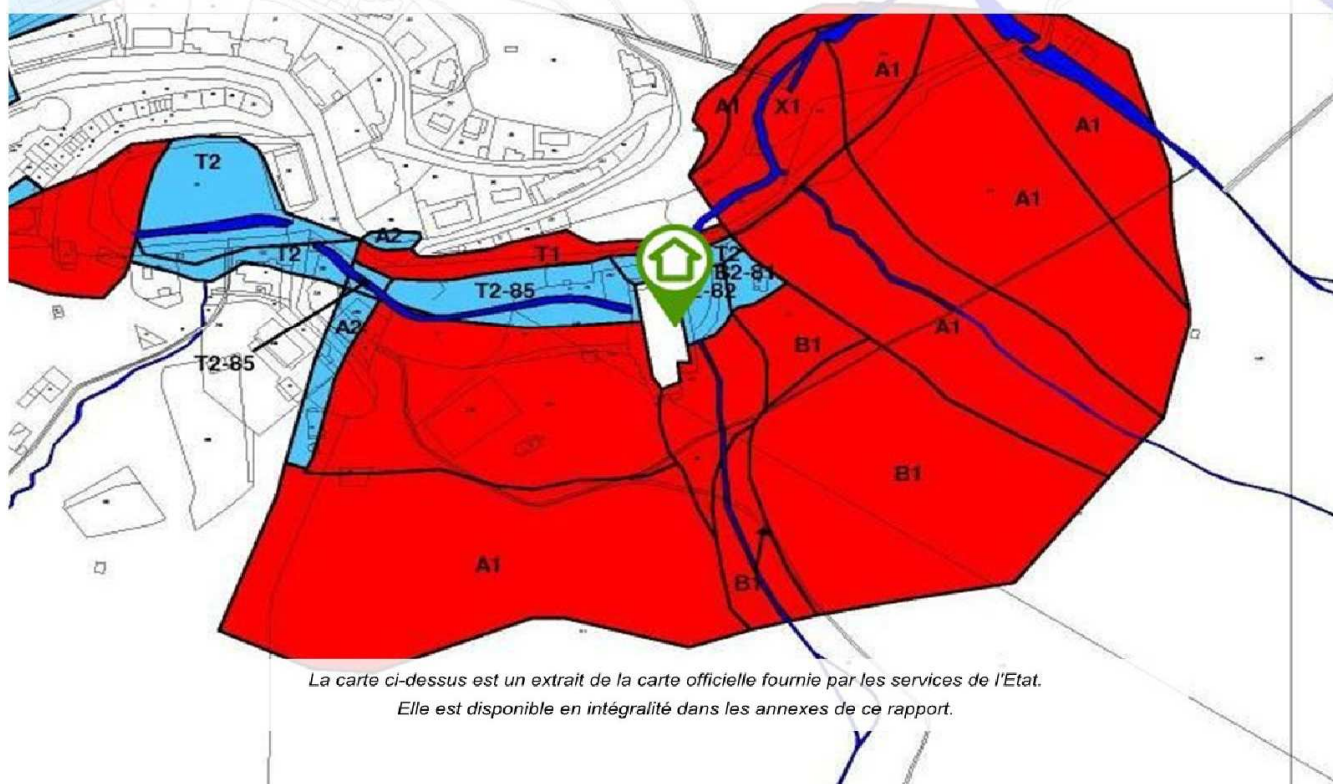 A1
A1
X1
A1
T2
A1
A2
T2
T1
T2
B2-81
-82
T2-85
A2
A1
B1
T2-85
B1
A1
B1
La carte ci-dessus est un extrait de la carte officielle fournie par les services de l'Etat.
Elle est disponible en intégralité dans les annexes de ce rapport.